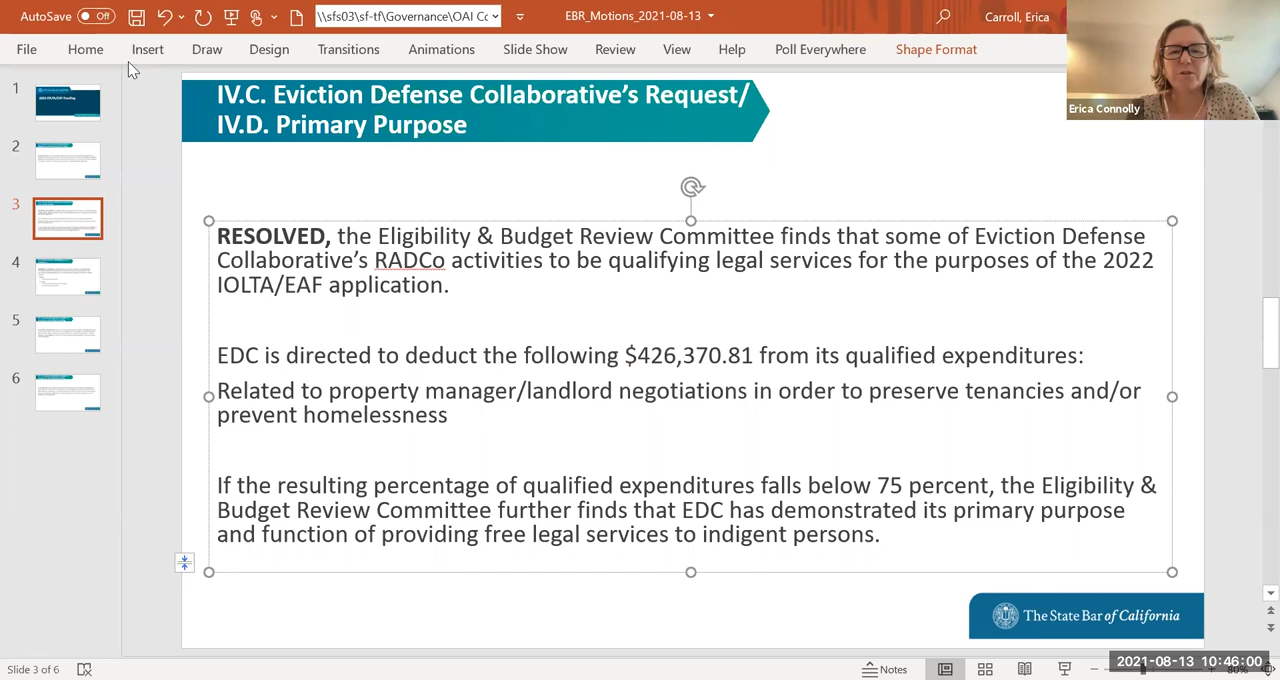 AutoSave Off \\sfs03\sf-tf\Governance\OAI Cc EBR_Motions_2021-08-13 Carroll, Erica
File Home Insert Draw Design Transitions Animations Slide Show Review View Help Poll Everywhere Shape Format
Erica Connolly
1
2
3
4
5
6
IV.C. Eviction Defense Collaborative's Request/
IV.D. Primary Purpose
RESOLVED, the Eligibility & Budget Review Committee finds that some of Eviction Defense
Collaborative's RADCo activities to be qualifying legal services for the purposes of the 2022
IOLTA/EAF application.
EDC is directed to deduct the following $426,370.81 from its qualified expenditures:
Related to property manager/landlord negotiations in order to preserve tenancies and/or
prevent homelessness
If the resulting percentage of qualified expenditures falls below 75 percent, the Eligibility &
Budget Review Committee further finds that EDC has demonstrated its primary purpose
and function of providing free legal services to indigent persons.
The State Bar of California
Slide 3 of 6 Notes 80%
2021-08-13 10:46:00